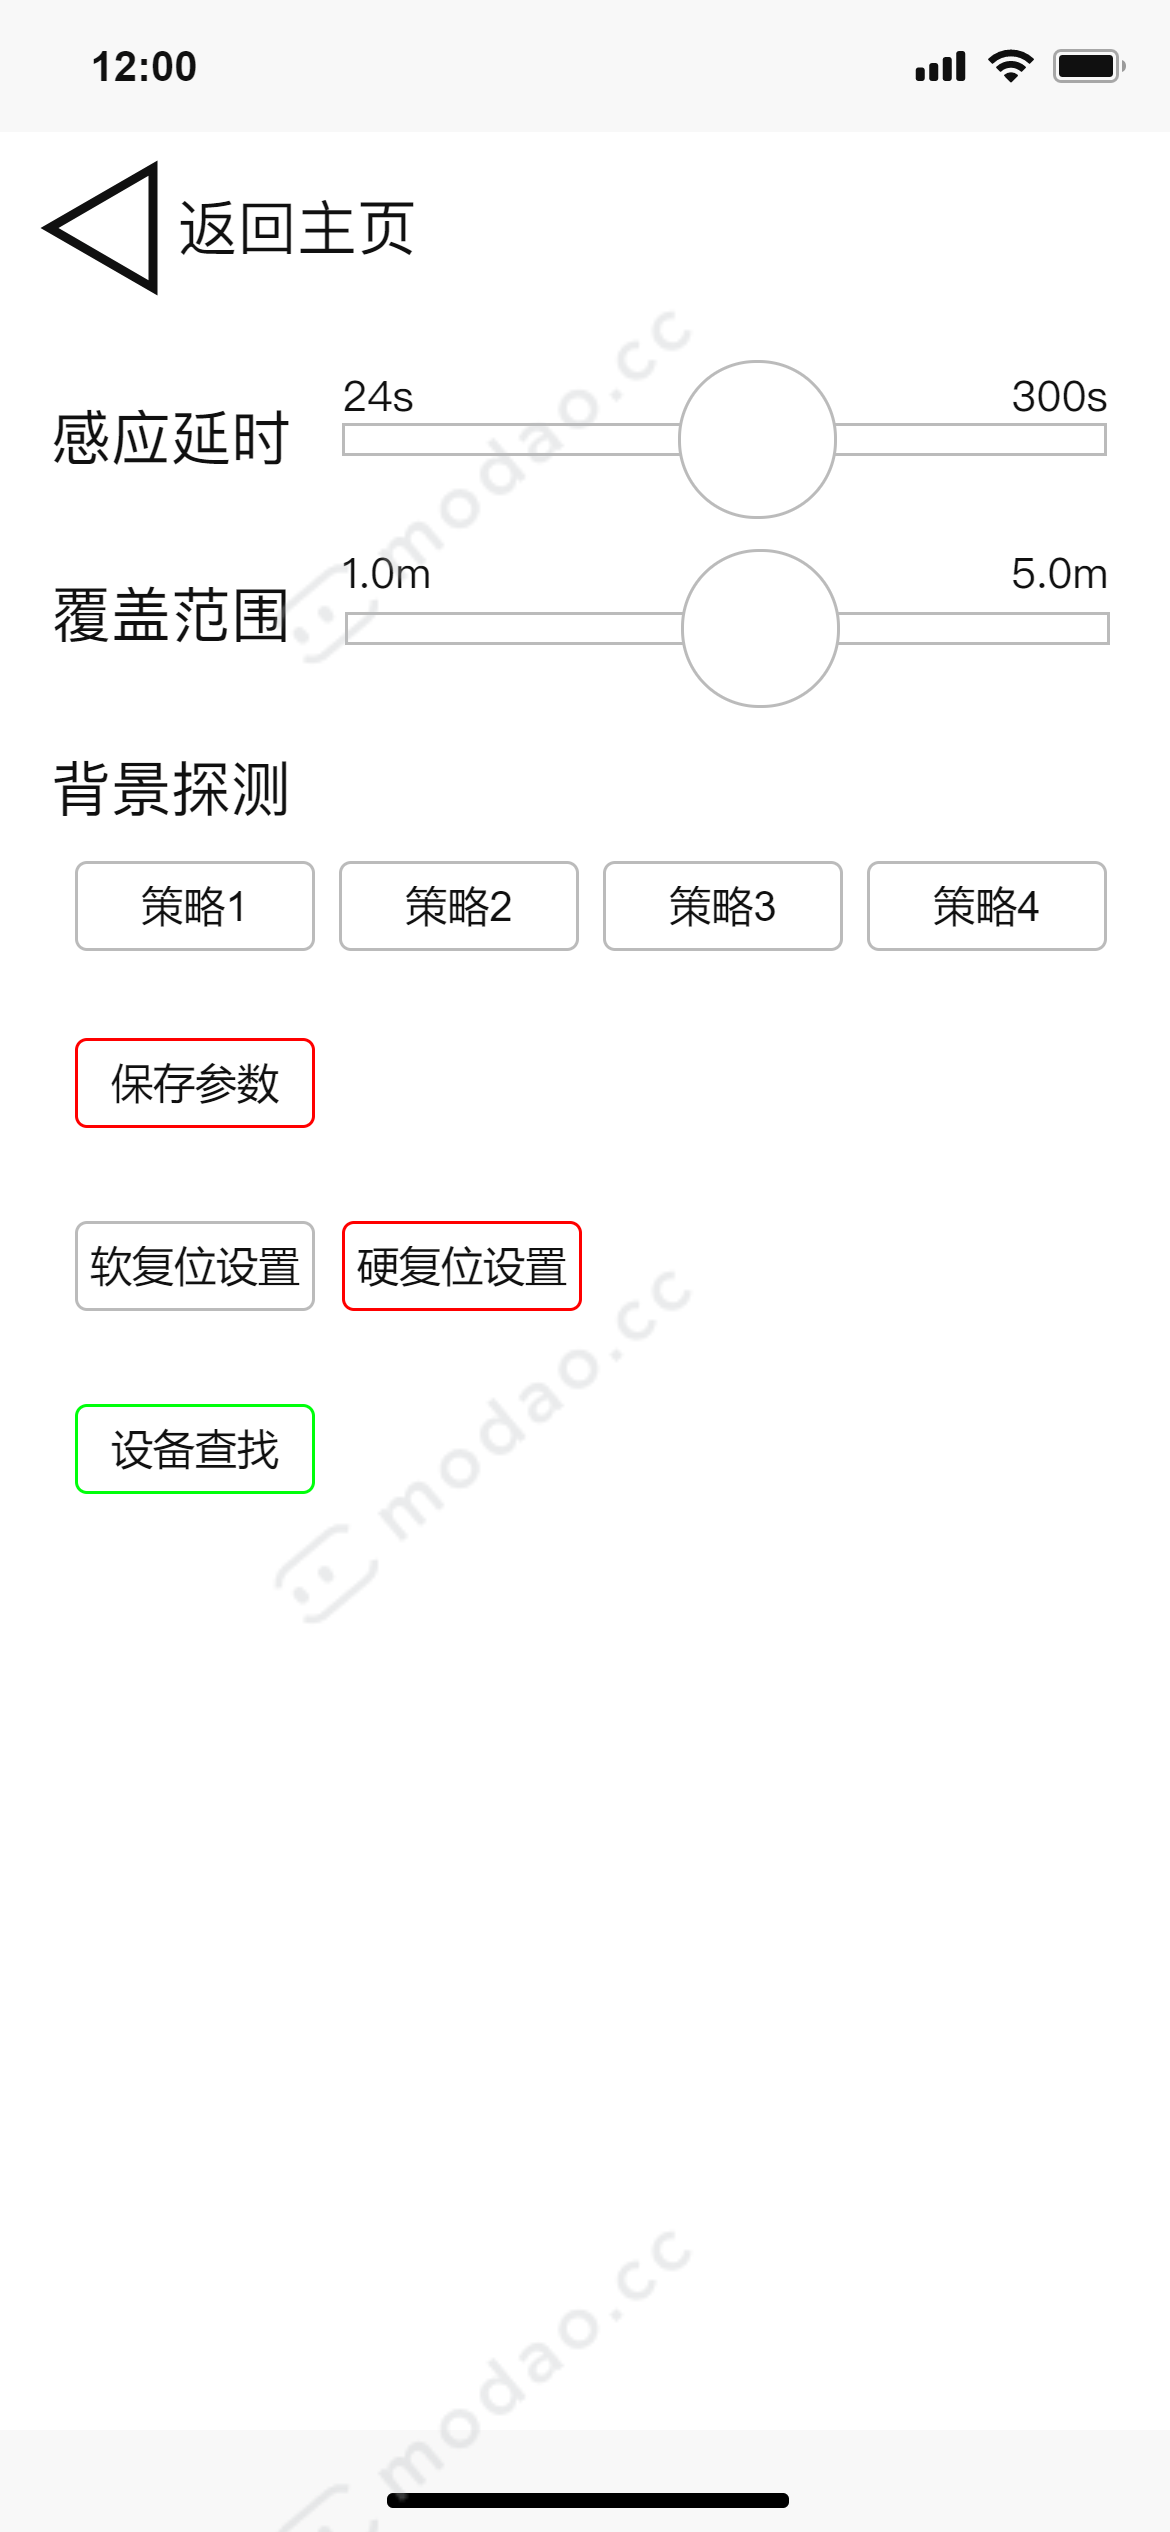 12:00
返回主页
24s 300s
感应延时
1.0m 5.0m
覆盖范围
背景探测
策略1 策略2 策略3 策略4
保存参数
软复位设置 硬复位设置
设备查找
modao.cc
modao.cc
modao.cc